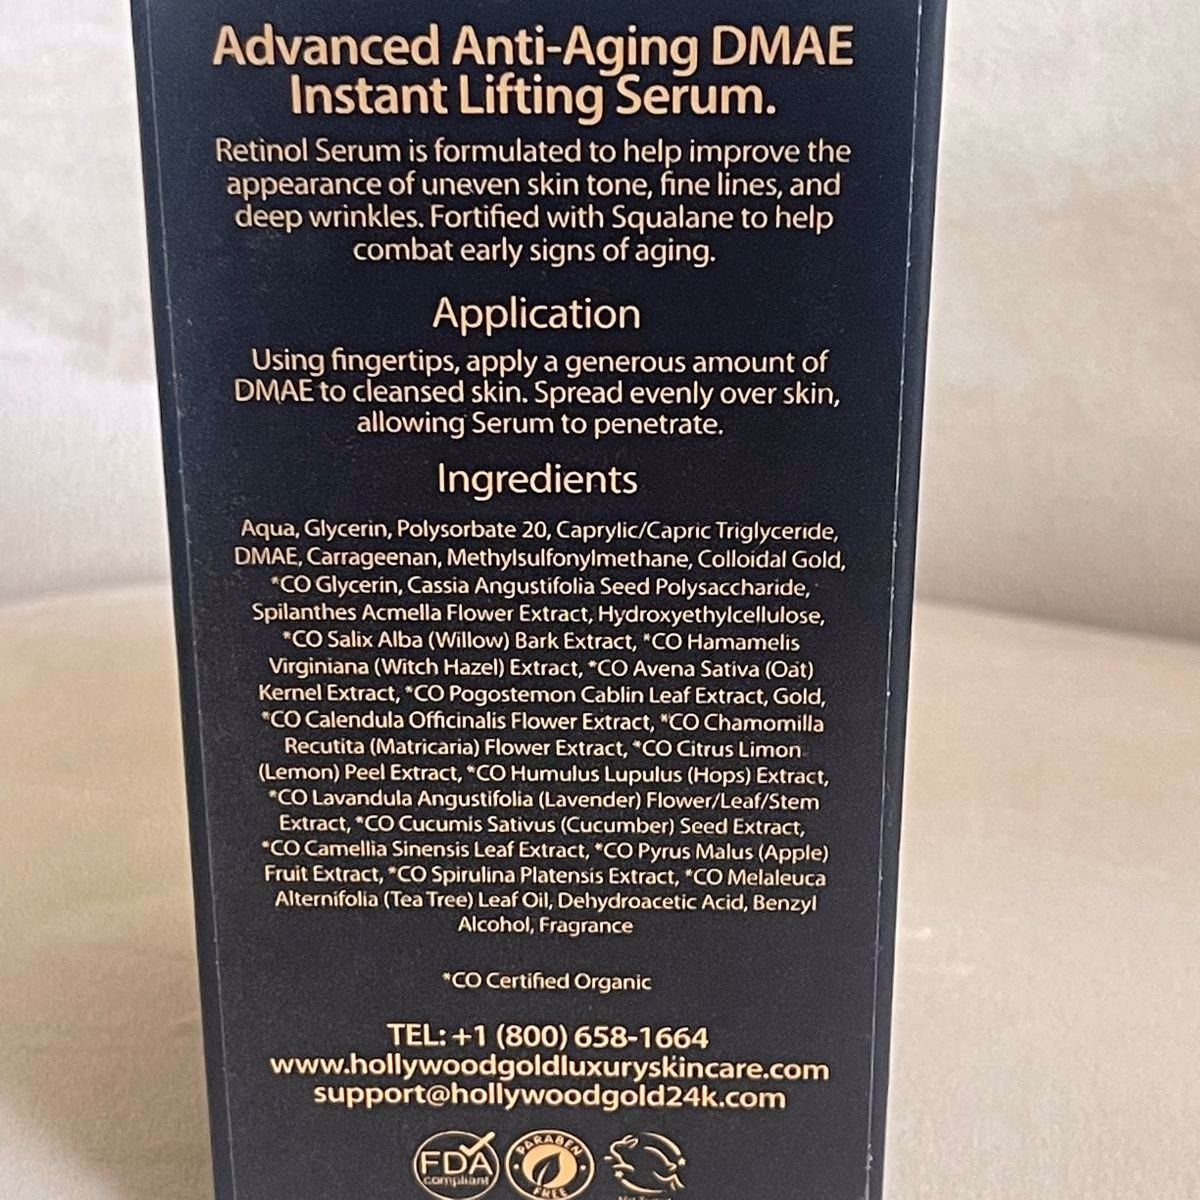 Advanced Anti-Aging DMAE
Instant Lifting Serum.
Retinol Serum is formulated to help improve the
appearance of uneven skin tone, fine lines, and
deep wrinkles. Fortified with Squalane to help
combat early signs of aging.
Application
Using fingertips, apply a generous amount of
DMAE to cleansed skin. Spread evenly over skin,
allowing Serum to penetrate.
Ingredients
Aqua, Glycerin, Polysorbate 20, Caprylic/Capric Triglyceride,
DMAE, Carrageenan, Methylsulfonylmethane, Colloidal Gold,
*CO Glycerin, Cassia Angustifolia Seed Polysaccharide,
Spilanthes Acmella Flower Extract, Hydroxyethylcellulose,
*CO Salix Alba (Willow) Bark Extract, *CO Hamamelis
Virginiana (Witch Hazel) Extract, *CO Avena Sativa (Oat)
Kernel Extract, *CO Pogostemon Cablin Leaf Extract, Gold,
*CO Calendula Officinalis Flower Extract, *CO Chamomilla
Recutita (Matricaria) Flower Extract, *CO Citrus Limon
(Lemon) Peel Extract, *CO Humulus Lupulus (Hops) Extract,
*CO Lavandula Angustifolia (Lavender) Flower/Leaf/Stem
Extract, *CO Cucumis Sativus (Cucumber) Seed Extract,
*CO Camellia Sinensis Leaf Extract, *CO Pyrus Malus (Apple)
Fruit Extract, *CO Spirulina Platensis Extract, *CO Melaleuca
Alternifolia (Tea Tree) Leaf Oil, Dehydroacetic Acid, Benzyl
Alcohol, Fragrance
*CO Certified Organic
TEL: +1 (800) 658-1664
www.hollywoodgoldluxuryskincare.com
support@hollywoodgold24k.com
FDA
compliant
PARABEN
FREE